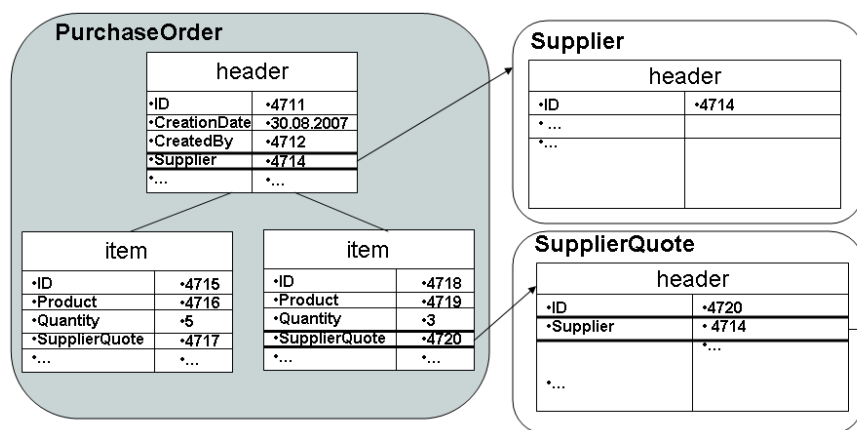 PurchaseOrder
header
•ID •4711
•CreationDate •30.08.2007
•CreatedBy •4712
•Supplier •4714
•... •...
item
•ID •4715
•Product •4716
•Quantity •5
•SupplierQuote •4717
•... •...
item
•ID •4718
•Product •4719
•Quantity •3
•SupplierQuote •4720
•... •...
Supplier
header
•ID •4714
• ...
•...
SupplierQuote
header
•ID •4720
•Supplier • 4714
•...
•...